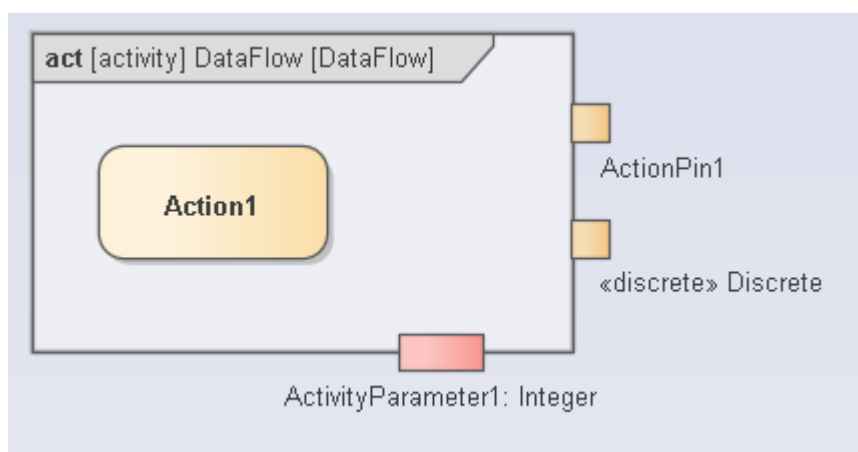 act [activity] DataFlow [DataFlow]
ActionPin1
Action1
«discrete» Discrete
ActivityParameter1: Integer